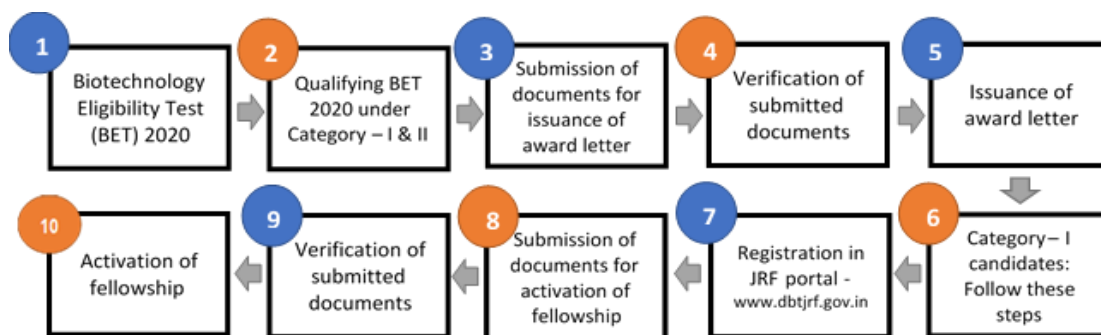 1
Biotechnology
Eligibility Test
(BET) 2020
2
Qualifying BET
2020 under
Category – I & II
3
Submission of
documents for
issuance of
award letter
4
Verification of
submitted
documents
5
Issuance of
award letter
6
Category– I
candidates:
Follow these
steps
7
Registration in
JRF portal -
www.dbtjrf.gov.in
8
Submission of
documents for
activation of
fellowship
9
Verification of
submitted
documents
10
Activation of
fellowship